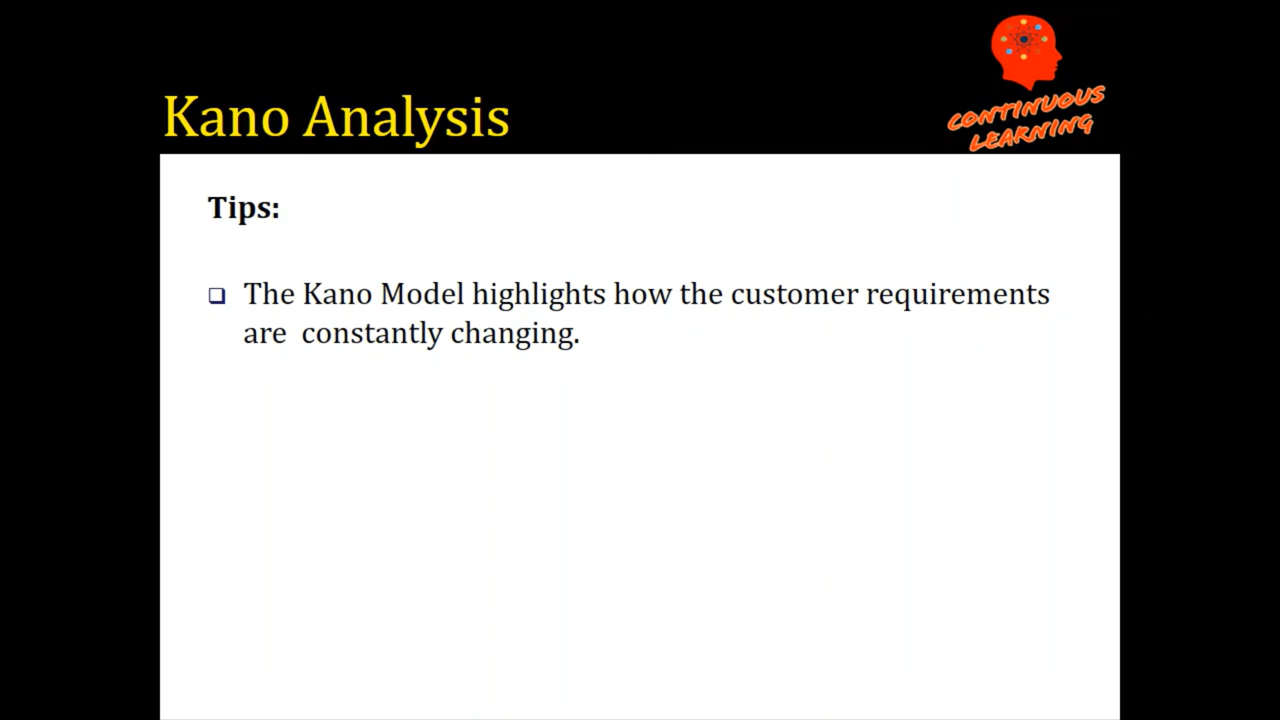 Kano Analysis
CONTINUOUS
LEARNING
Tips:
❑ The Kano Model highlights how the customer requirements
are  constantly changing.